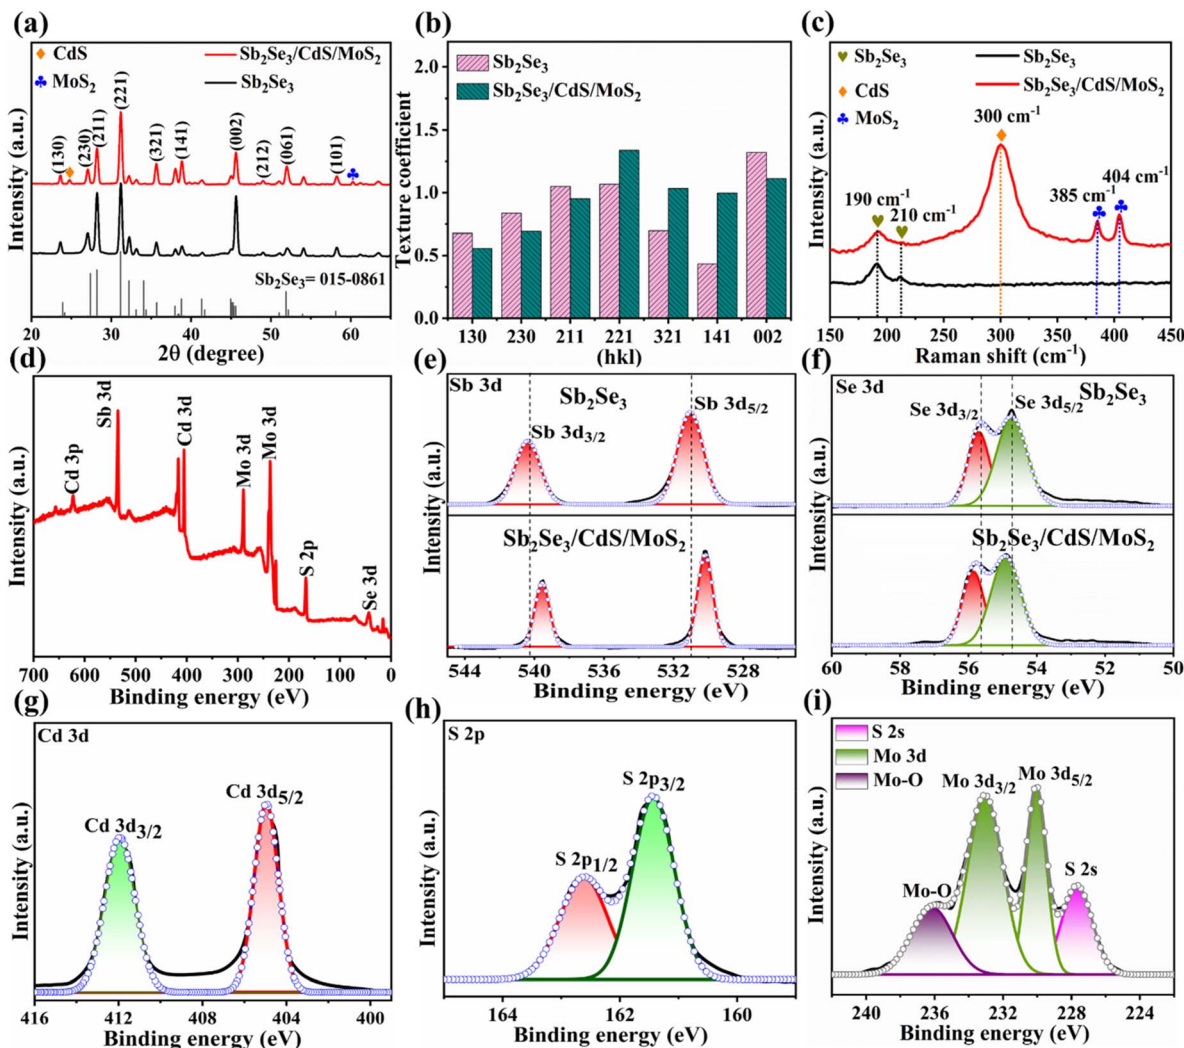 (a)
CdS
Sb₂Se₃/CdS/MoS₂
MoS₂
Sb₂Se₃
(130)
(230)
(211)
(221)
(321)
(141)
(002)
(212)
(061)
(101)
Sb₂Se₃= 015-0861
Intensity (a.u.)
20 30 40 50 60
2θ (degree)
(b)
Sb₂Se₃
Sb₂Se₃/CdS/MoS₂
Texture coefficient
2.0
1.5
1.0
0.5
0.0
130 230 211 221 321 141 002
(hkl)
(c)
Sb₂Se₃
Sb₂Se₃
CdS
Sb₂Se₃/CdS/MoS₂
MoS₂
300 cm⁻¹
190 cm⁻¹
210 cm⁻¹
385 cm⁻¹
404 cm⁻¹
Intensity (a.u.)
150 200 250 300 350 400 450
Raman shift (cm⁻¹)
(d)
Cd 3p
Sb 3d
Cd 3d
Mo 3d
Mo 3d
S 2p
Se 3d
Intensity (a.u.)
700 600 500 400 300 200 100 0
Binding energy (eV)
(e)
Sb 3d
Sb₂Se₃
Sb 3d₃/₂
Sb 3d₅/₂
Sb₂Se₃/CdS/MoS₂
Intensity (a.u.)
544 540 536 532 528
Binding energy (eV)
(f)
Se 3d
Se 3d₃/₂
Se 3d₅/₂
Sb₂Se₃
Sb₂Se₃/CdS/MoS₂
Intensity (a.u.)
60 58 56 54 52 50
Binding energy (eV)
(g)
Cd 3d
Cd 3d₃/₂
Cd 3d₅/₂
Intensity (a.u.)
416 412 408 404 400
Binding energy (eV)
(h)
S 2p
S 2p₁/₂
S 2p₃/₂
Intensity (a.u.)
164 162 160
Binding energy (eV)
(i)
S 2s
Mo 3d
Mo-O
Mo-O
Mo 3d₃/₂
Mo 3d₅/₂
S 2s
Intensity (a.u.)
240 236 232 228 224
Binding energy (eV)